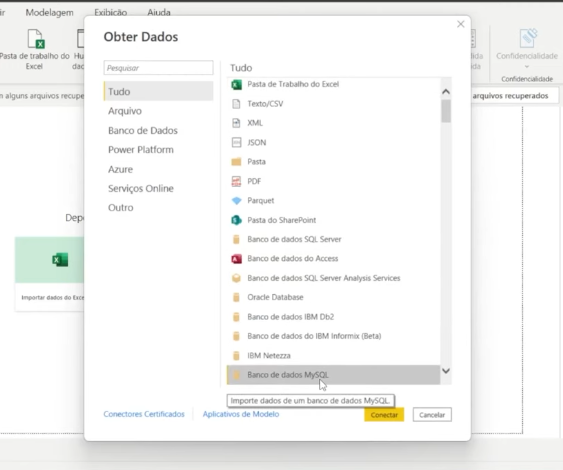 ir Modelagem Exibição Ajuda
Pasta de trabalho do
Excel
Hu
dad
Confidencialidade
Confidencialidade
m alguns arquivos recupe
arquivos recuperados
Depo
Importar dados do Exce
Obter Dados
Pesquisar
Tudo
Arquivo
Banco de Dados
Power Platform
Azure
Serviços Online
Outro
Tudo
Pasta de Trabalho do Excel
Texto/CSV
XML
JSON
Pasta
PDF
Parquet
Pasta do SharePoint
Banco de dados SQL Server
Banco de dados do Access
Banco de dados SQL Server Analysis Services
Oracle Database
Banco de dados IBM Db2
Banco de dados do IBM Informix (Beta)
IBM Netezza
Banco de dados MySQL
Importe dados de um banco de dados MySQL.
Conectores Certificados
Aplicativos de Modelo
Conectar
Cancelar